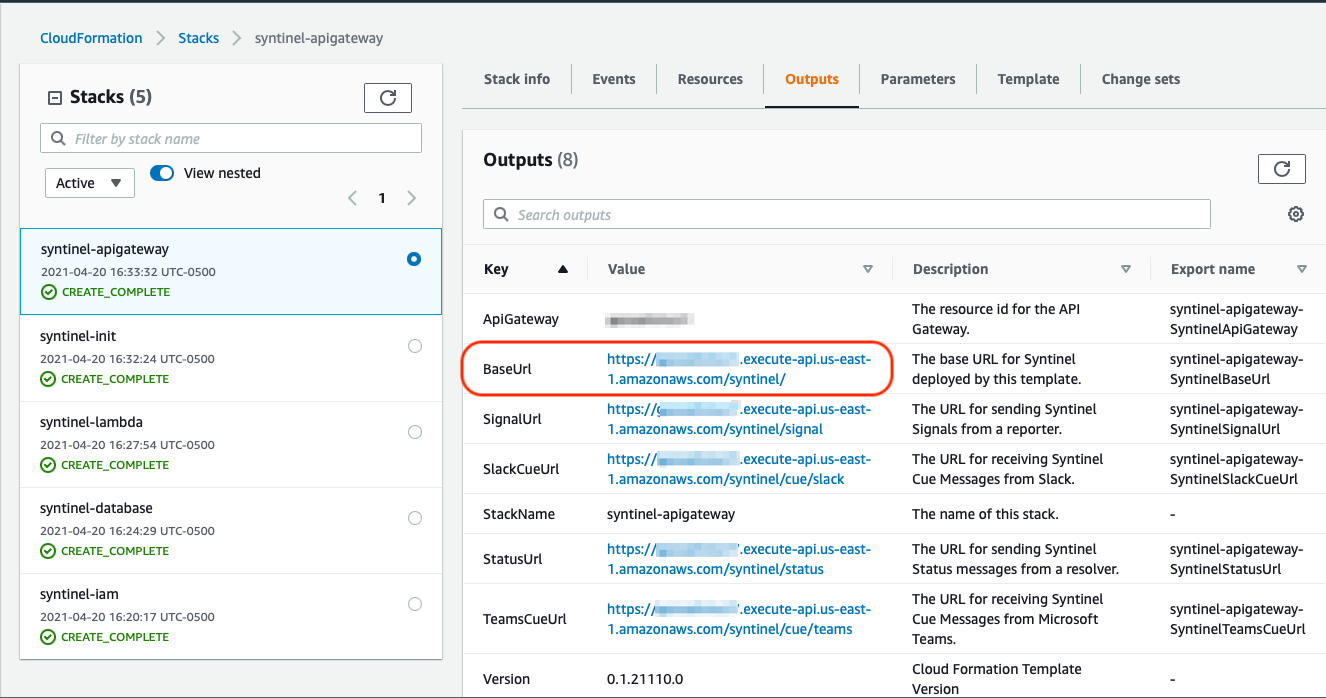 CloudFormation > Stacks > syntinel-apigateway
Stacks (5)
Filter by stack name
Active
View nested
1
syntinel-apigateway
2021-04-20 16:33:32 UTC-0500
CREATE_COMPLETE
syntinel-init
2021-04-20 16:32:24 UTC-0500
CREATE_COMPLETE
syntinel-lambda
2021-04-20 16:27:54 UTC-0500
CREATE_COMPLETE
syntinel-database
2021-04-20 16:24:29 UTC-0500
CREATE_COMPLETE
syntinel-iam
2021-04-20 16:20:17 UTC-0500
CREATE_COMPLETE
Stack info Events Resources Outputs Parameters Template Change sets
Outputs (8)
Search outputs
Key Value Description Export name
ApiGateway
The resource id for the API
Gateway.
syntinel-apigateway-
SyntinelApiGateway
BaseUrl
https:// .execute-api.us-east-
1.amazonaws.com/syntinel/
The base URL for Syntinel
deployed by this template.
syntinel-apigateway-
SyntinelBaseUrl
SignalUrl
https:// .execute-api.us-east-
1.amazonaws.com/syntinel/signal
The URL for sending Syntinel
Signals from a reporter.
syntinel-apigateway-
SyntinelSignalUrl
SlackCueUrl
https:// .execute-api.us-east-
1.amazonaws.com/syntinel/cue/slack
The URL for receiving Syntinel
Cue Messages from Slack.
syntinel-apigateway-
SyntinelSlackCueUrl
StackName
syntinel-apigateway
The name of this stack.
-
StatusUrl
https:// .execute-api.us-east-
1.amazonaws.com/syntinel/status
The URL for sending Syntinel
Status messages from a resolver.
syntinel-apigateway-
SyntinelStatusUrl
TeamsCueUrl
https:// .execute-api.us-east-
1.amazonaws.com/syntinel/cue/teams
The URL for receiving Syntinel
Cue Messages from Microsoft
Teams.
syntinel-apigateway-
SyntinelTeamsCueUrl
Version
0.1.21110.0
Cloud Formation Template
Version
-